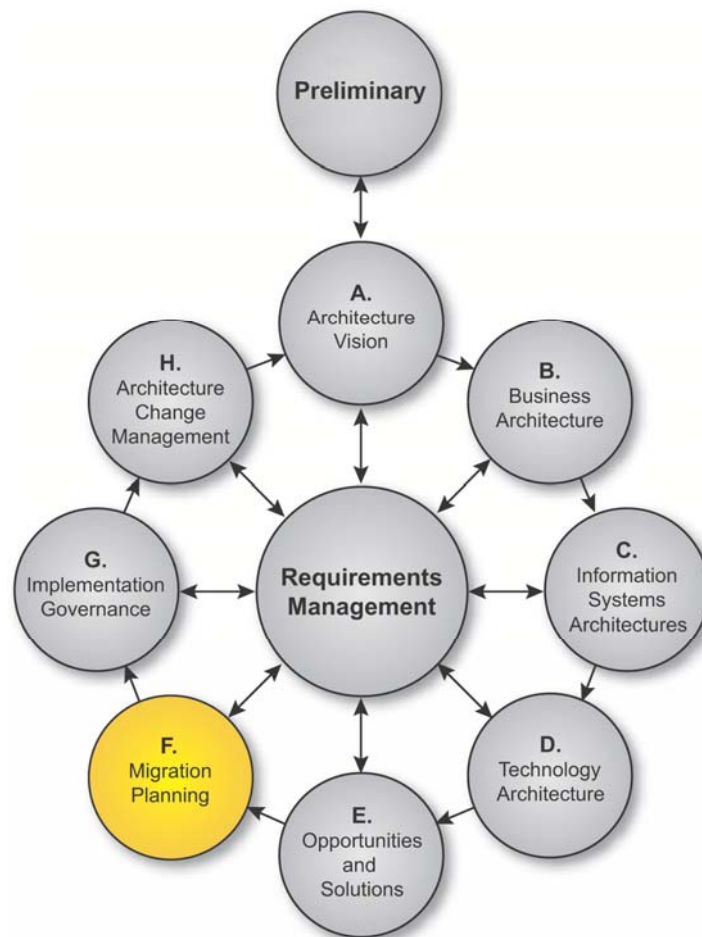 Preliminary
A.
Architecture
Vision
B.
Business
Architecture
C.
Information
Systems
Architectures
D.
Technology
Architecture
E.
Opportunities
and
Solutions
F.
Migration
Planning
G.
Implementation
Governance
H.
Architecture
Change
Management
Requirements
Management